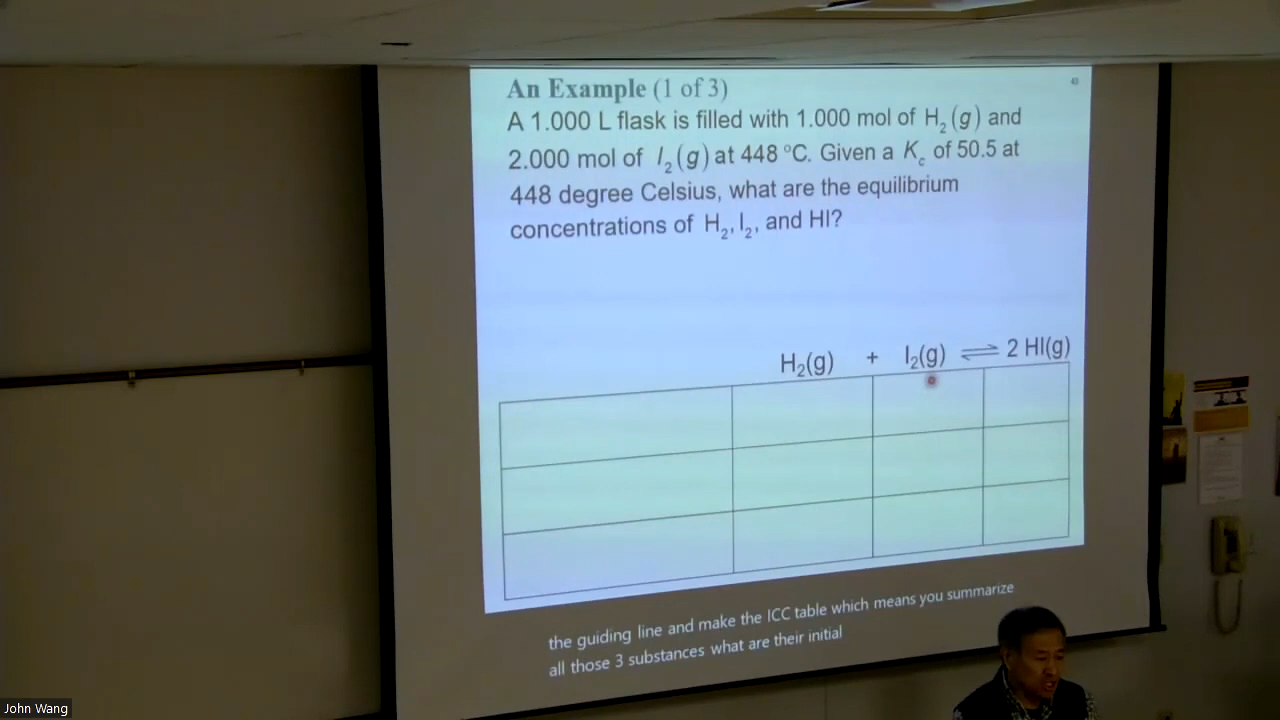 An Example (1 of 3)
43
A 1.000 L flask is filled with 1.000 mol of H₂(g) and
2.000 mol of I₂(g) at 448 °C. Given a K꜀ of 50.5 at
448 degree Celsius, what are the equilibrium
concentrations of H₂, I₂, and HI?
H₂(g) + I₂(g) ⇌ 2 HI(g)
the guiding line and make the ICC table which means you summarize
all those 3 substances what are their initial
John Wang